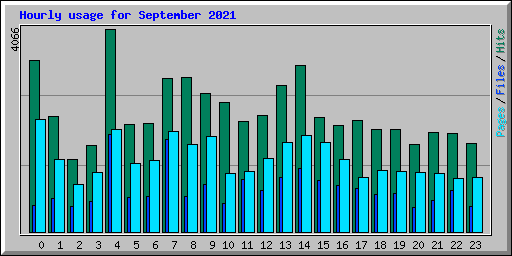 Hourly usage for September 2021
4066
Pages / Files / Hits
0 1 2 3 4 5 6 7 8 9 10 11 12 13 14 15 16 17 18 19 20 21 22 23